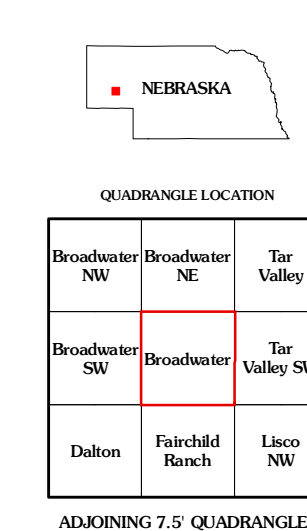 NEBRASKA
QUADRANGLE LOCATION
Broadwater NW
Broadwater NE
Tar Valley
Broadwater SW
Broadwater
Tar Valley SW
Dalton
Fairchild Ranch
Lisco NW
ADJOINING 7.5' QUADRANGLE